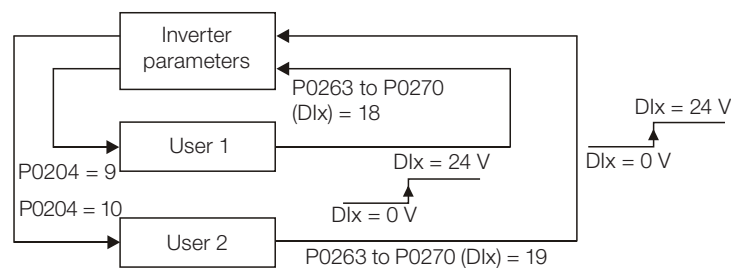 Inverter
parameters
P0263 to P0270
(DIx) = 18
DIx = 24 V
DIx = 0 V
User 1
P0204 = 9
DIx = 24 V
DIx = 0 V
P0204 = 10
User 2
P0263 to P0270 (DIx) = 19